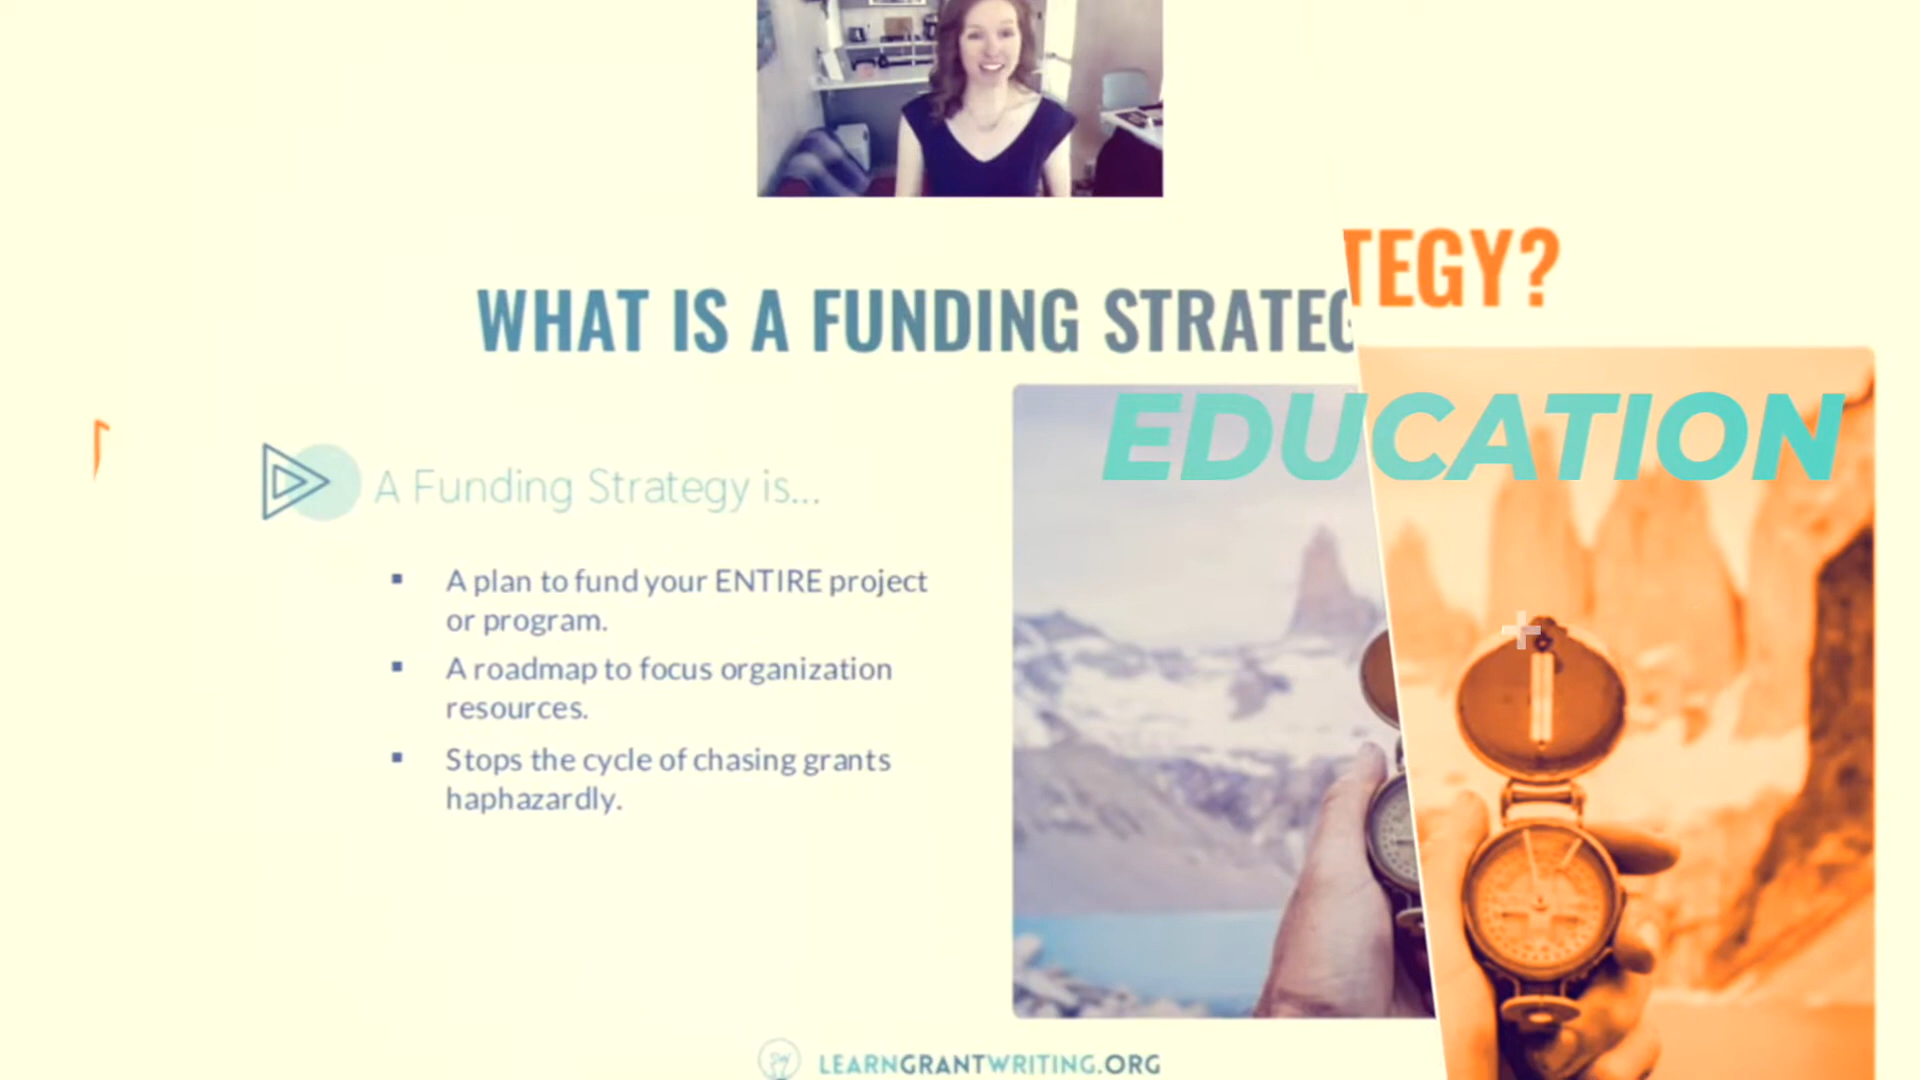 TEGY?
WHAT IS A FUNDING STRATEG
EDUCATION
A Funding Strategy is...
A plan to fund your ENTIRE project
or program.
A roadmap to focus organization
resources.
Stops the cycle of chasing grants
haphazardly.
LEARNGRANTWRITING.ORG